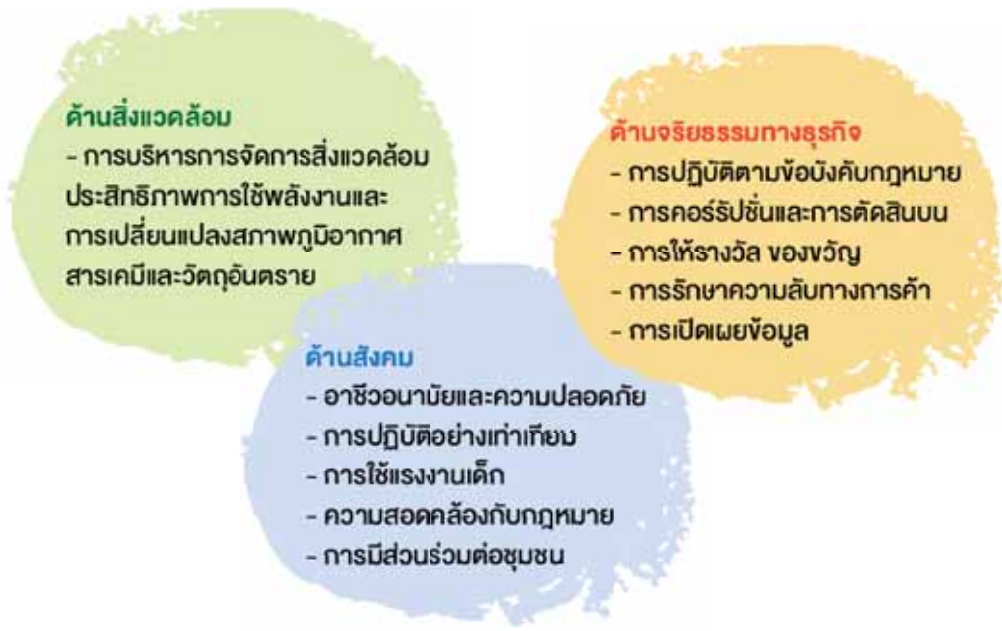 ด้านสิ่งแวดล้อม
- การบริหารการจัดการสิ่งแวดล้อม
ประสิทธิภาพการใช้พลังงานและ
การเปลี่ยนแปลงสภาพภูมิอากาศ
สารเคมีและวัตถุอันตราย
ด้านจริยธรรมทางธุรกิจ
- การปฏิบัติตามข้อบังคับกฎหมาย
- การคอร์รัปชั่นและการติดสินบน
- การให้รางวัล ของขวัญ
- การรักษาความลับทางการค้า
- การเปิดเผยข้อมูล
ด้านสังคม
- อาชีวอนามัยและความปลอดภัย
- การปฏิบัติอย่างเท่าเทียม
- การใช้แรงงานเด็ก
- ความสอดคล้องกับกฎหมาย
- การมีส่วนร่วมต่อชุมชน